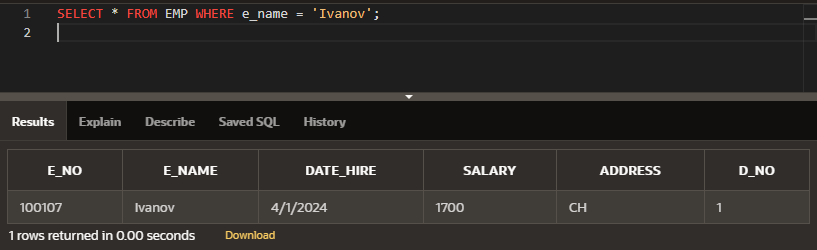 1 SELECT * FROM EMP WHERE e_name = 'Ivanov';
2
Results Explain Describe Saved SQL History
E_NO E_NAME DATE_HIRE SALARY ADDRESS D_NO
100107 Ivanov 4/1/2024 1700 CH 1
1 rows returned in 0.00 seconds Download